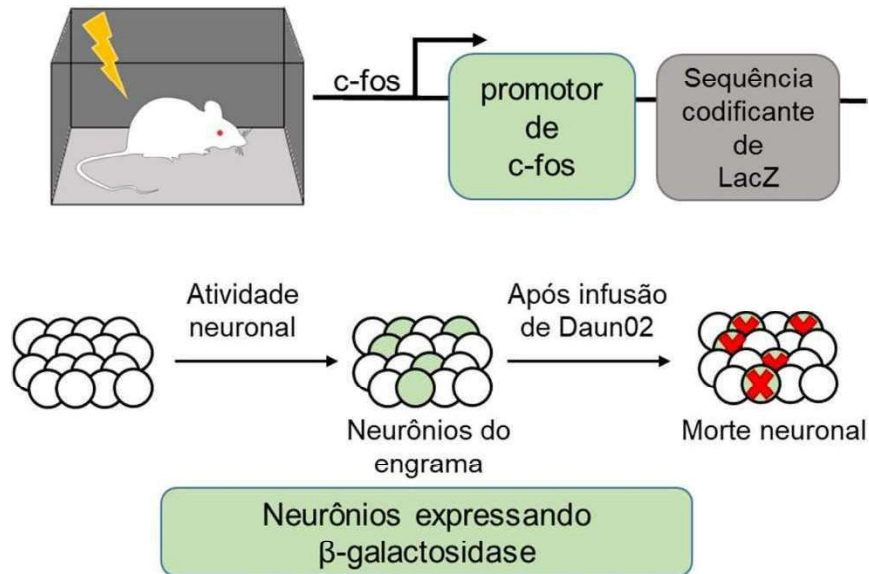 c-fos
promotor
de
c-fos
Sequência
codificante
de
LacZ
Atividade
neuronal
Após infusão
de Daun02
Neurônios do
engrama
Morte neuronal
Neurônios expressando
β-galactosidase